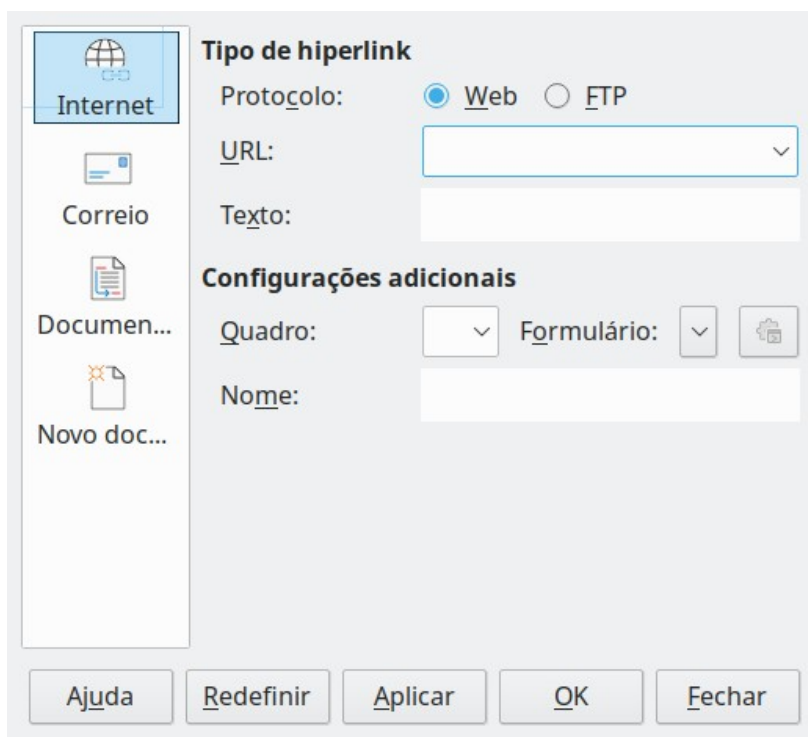 Internet
Correio
Documen...
Novo doc...
Tipo de hiperlink
Protocolo: Web FTP
URL:
Texto:
Configurações adicionais
Quadro: Formulário:
Nome:
Ajuda Redefinir Aplicar OK Fechar